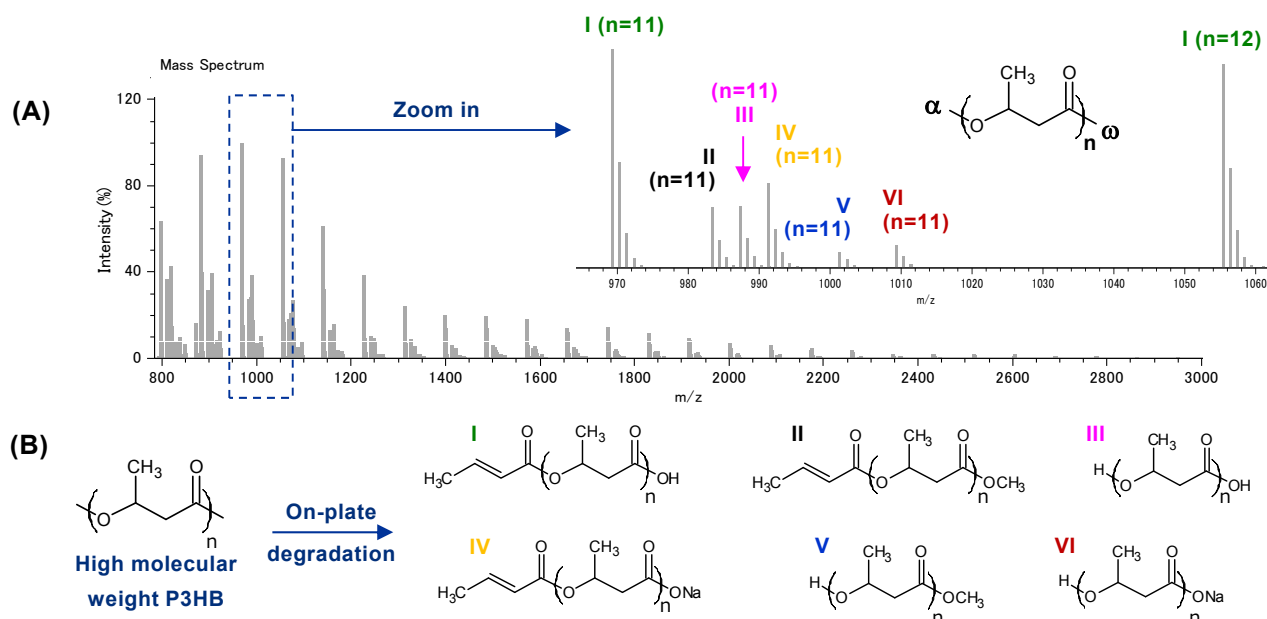 (A)
Mass Spectrum
Intensity (%)
120
80
40
0
800
1000
1200
1400
1600
1800
2000
2200
2400
2600
2800
3000
m/z
Zoom in
I (n=11)
II
(n=11)
(n=11)
III
IV
(n=11)
V
(n=11)
VI
(n=11)
I (n=12)
α
O
CH3
O
n
ω
970
980
990
1000
1010
1020
1030
1040
1050
1060
m/z
(B)
CH3
O
O
n
High molecular
weight P3HB
On-plate
degradation
I
H3C
O
O
CH3
O
OH
n
II
H3C
O
O
CH3
O
OCH3
n
III
H
O
CH3
O
OH
n
IV
H3C
O
O
CH3
O
ONa
n
V
H
O
CH3
O
OCH3
n
VI
H
O
CH3
O
ONa
n